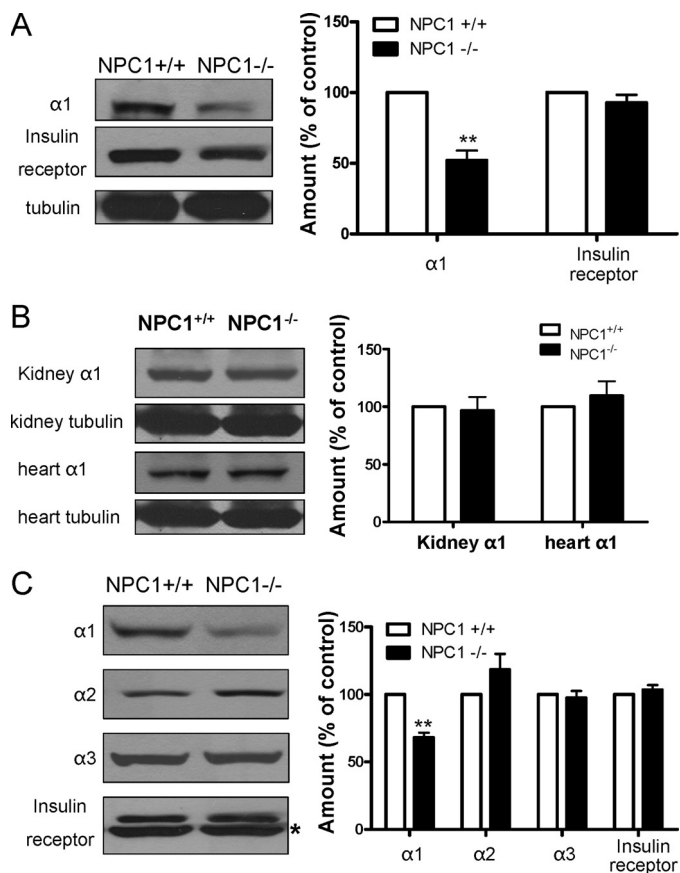 A
NPC1+/+ NPC1-/-
α1
Insulin
receptor
tubulin
NPC1 +/+
NPC1 -/-
Amount (% of control)
150
100
50
0
**
α1
Insulin
receptor
B
NPC1+/+ NPC1-/-
Kidney α1
kidney tubulin
heart α1
heart tubulin
NPC1+/+
NPC1-/-
Amount (% of control)
150
100
50
0
Kidney α1 heart α1
C
NPC1+/+ NPC1-/-
α1
α2
α3
Insulin
receptor
*
NPC1 +/+
NPC1 -/-
Amount (% of control)
150
100
50
0
**
α1 α2 α3 Insulin
receptor